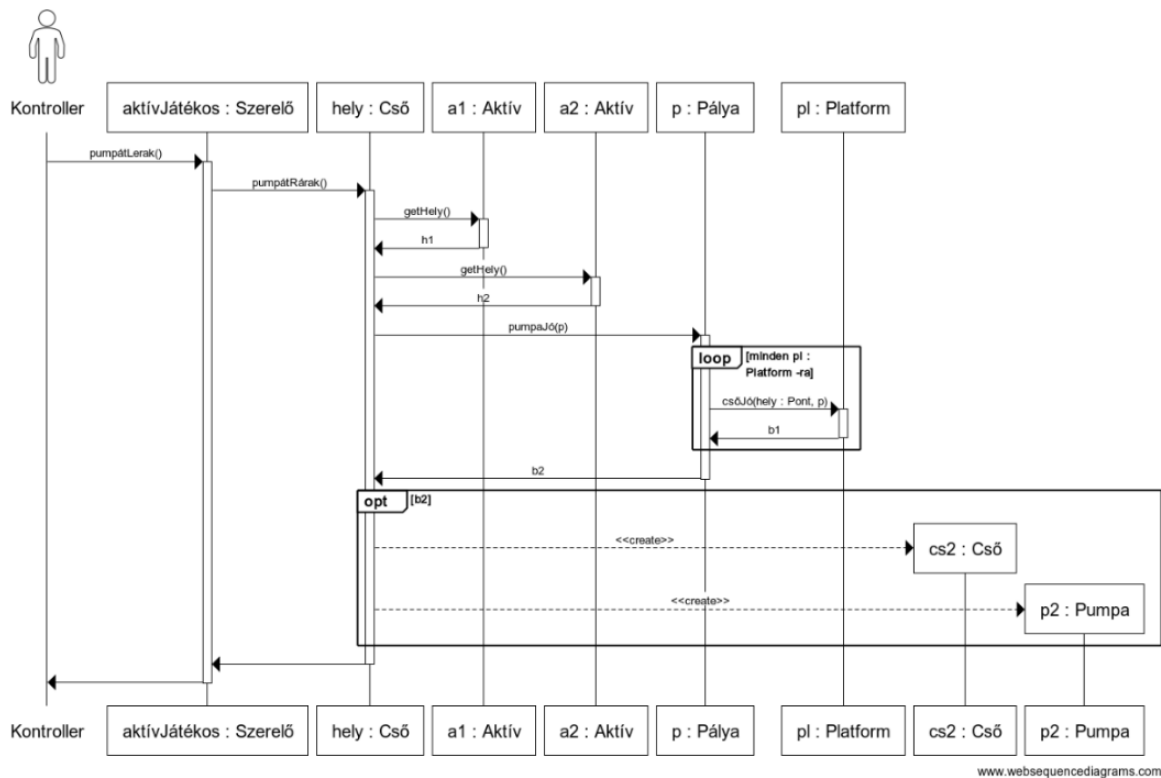 Kontroller
aktívJátékos : Szerelő
hely : Cső
a1 : Aktív
a2 : Aktív
p : Pálya
pl : Platform
pumpátLerak()
pumpátRárak()
getHely()
h1
getHely()
h2
pumpaJó(p)
loop
[minden pl :
Platform -ra]
csőJó(hely : Pont, p)
b1
b2
opt
[b2]
<<create>>
cs2 : Cső
<<create>>
p2 : Pumpa
Kontroller
aktívJátékos : Szerelő
hely : Cső
a1 : Aktív
a2 : Aktív
p : Pálya
pl : Platform
cs2 : Cső
p2 : Pumpa
www.websequencediagrams.com